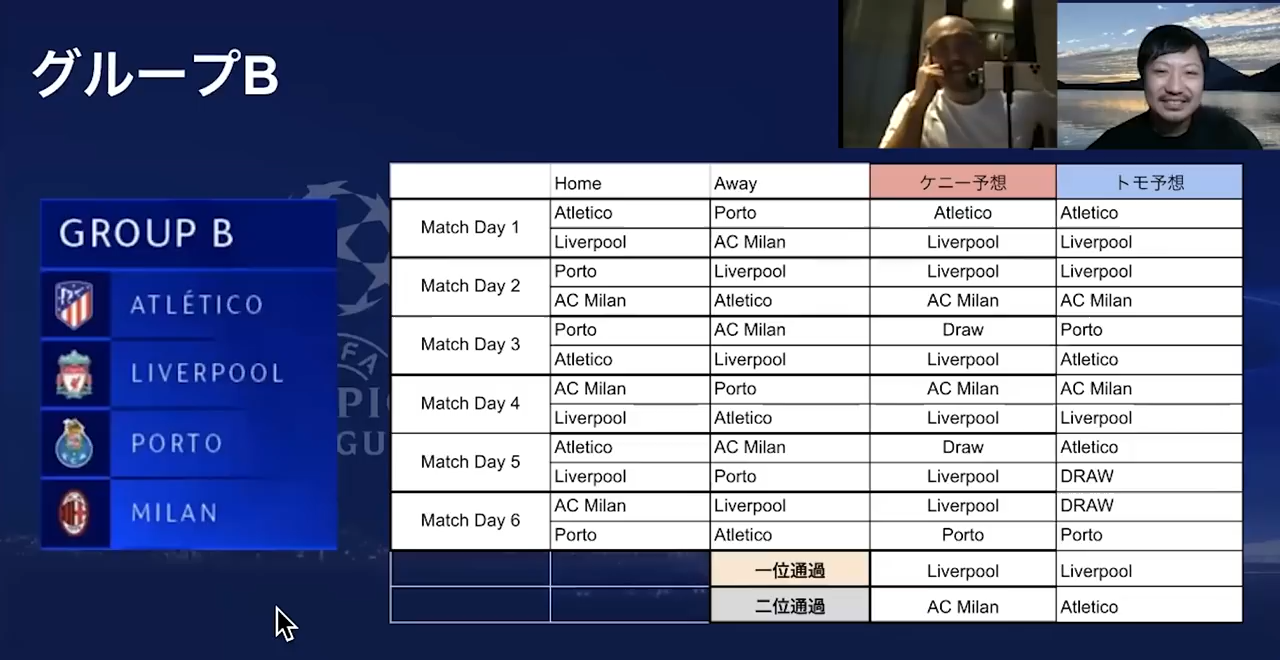 グループB
GROUP B
ATLÉTICO
LIVERPOOL
PORTO
MILAN
Home Away ケニー予想 トモ予想
Match Day 1
Atletico Porto Atletico Atletico
Liverpool AC Milan Liverpool Liverpool
Match Day 2
Porto Liverpool Liverpool Liverpool
AC Milan Atletico AC Milan AC Milan
Match Day 3
Porto AC Milan Draw Porto
Atletico Liverpool Liverpool Atletico
Match Day 4
AC Milan Porto AC Milan AC Milan
Liverpool Atletico Liverpool Liverpool
Match Day 5
Atletico AC Milan Draw Atletico
Liverpool Porto Liverpool DRAW
Match Day 6
AC Milan Liverpool Liverpool DRAW
Porto Atletico Porto Porto
一位通過 Liverpool Liverpool
二位通過 AC Milan Atletico